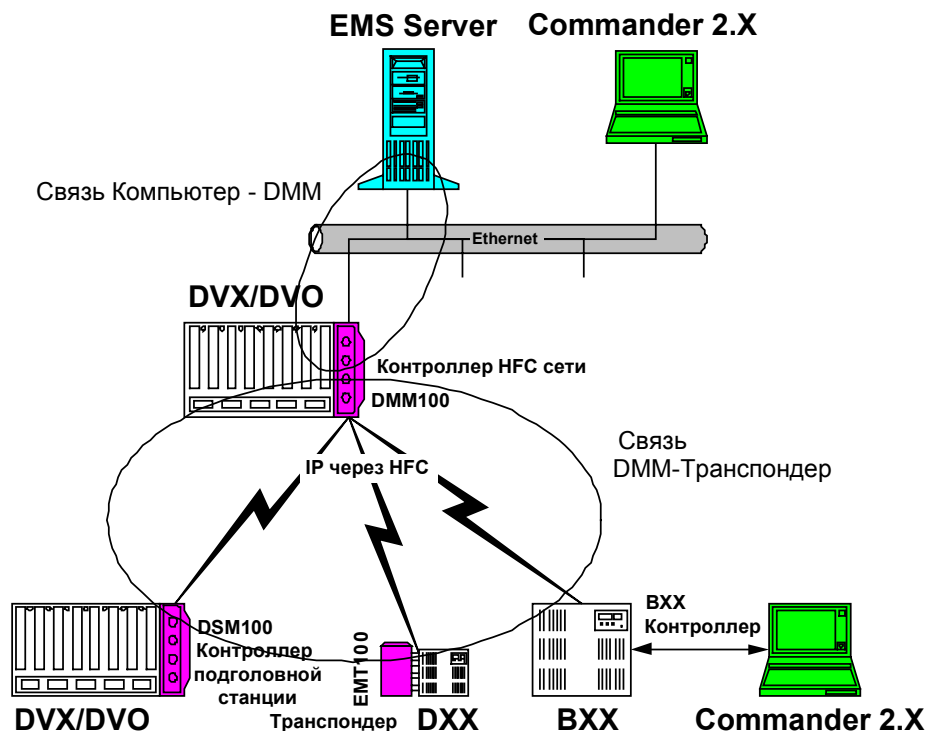 EMS Server
Commander 2.X
Связь Компьютер - DMM
Ethernet
DVX/DVO
Контроллер HFC сети
DMM100
Связь
DMM-Транспондер
IP через HFC
DSM100
Контроллер
подголовной
станции
EMT100
Транспондер
BXX
Контроллер
DVX/DVO
DXX
BXX
Commander 2.X